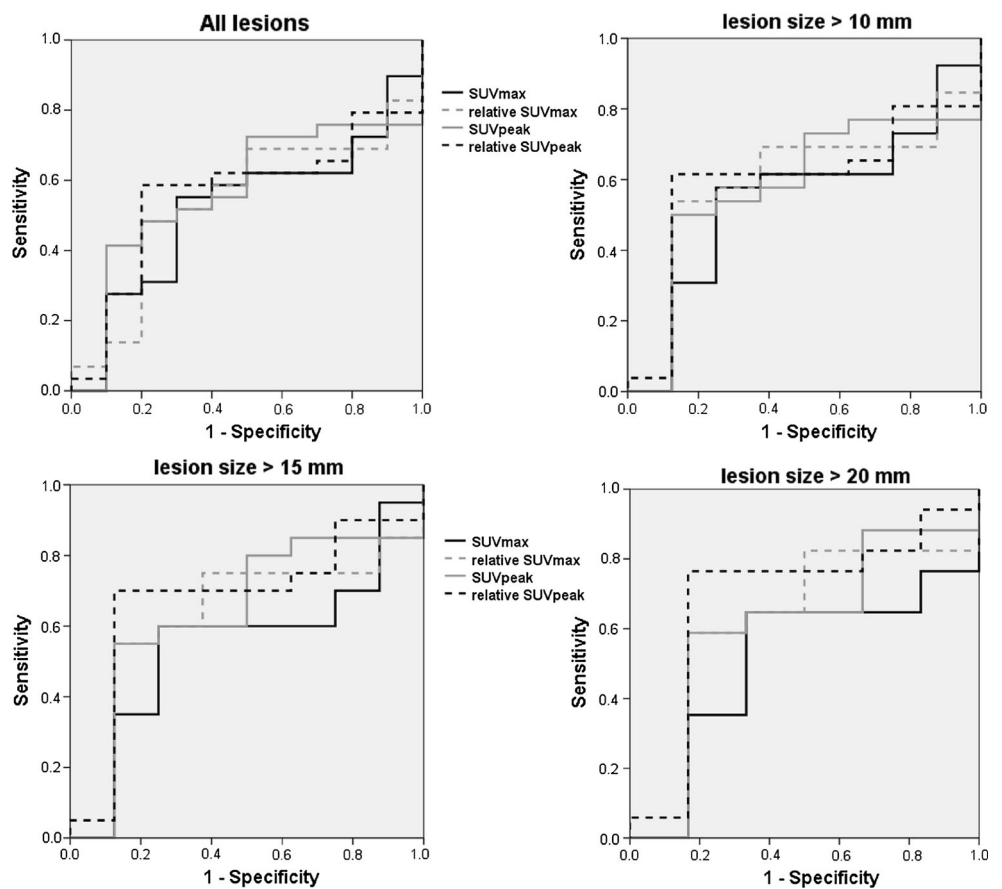 All lesions
1.0
0.8
0.6
0.4
0.2
0.0
Sensitivity
0.0 0.2 0.4 0.6 0.8 1.0
1 - Specificity
SUVmax
relative SUVmax
SUVpeak
relative SUVpeak
lesion size > 10 mm
1.0
0.8
0.6
0.4
0.2
0.0
Sensitivity
0.0 0.2 0.4 0.6 0.8 1.0
1 - Specificity
lesion size > 15 mm
1.0
0.8
0.6
0.4
0.2
0.0
Sensitivity
0.0 0.2 0.4 0.6 0.8 1.0
1 - Specificity
SUVmax
relative SUVmax
SUVpeak
relative SUVpeak
lesion size > 20 mm
1.0
0.8
0.6
0.4
0.2
0.0
Sensitivity
0.0 0.2 0.4 0.6 0.8 1.0
1 - Specificity